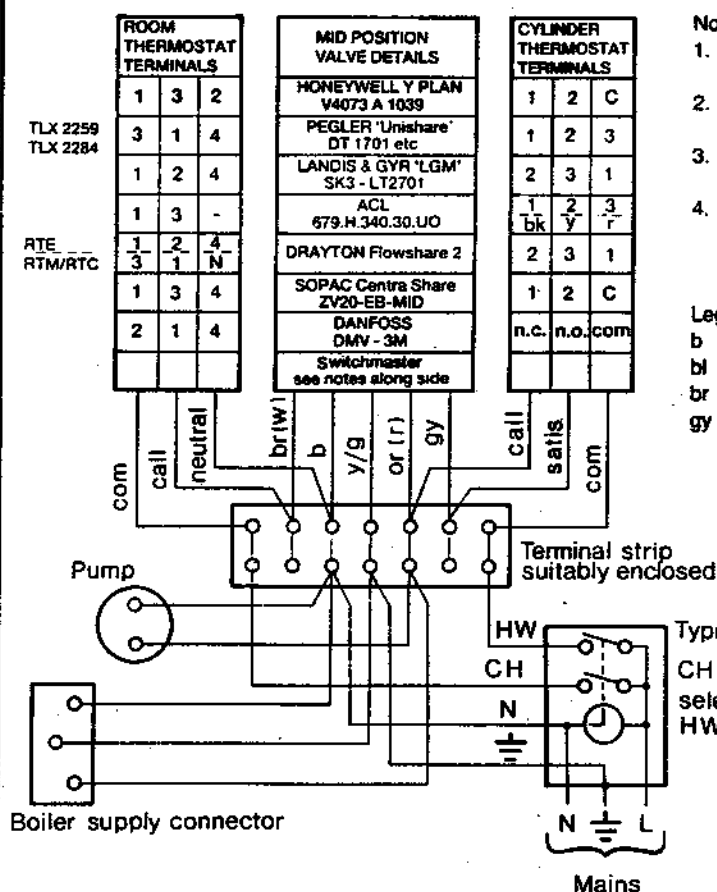 ROOM
THERMOSTAT
TERMINALS
1 3 2
TLX 2259
TLX 2284
3 1 4
1 2 4
1 3 -
RTE
RTM/RTC
1 2 4
3 1 N
1 3 4
2 1 4
MID POSITION
VALVE DETAILS
HONEYWELL Y PLAN
V4073 A 1039
PEGLER 'Unishare'
DT 1701 etc
LANDIS & GYR 'LGM'
SK3 - LT2701
ACL
679.H.340.30.UO
DRAYTON Flowshare 2
SOPAC Centra Share
ZV20-EB-MID
DANFOSS
DMV - 3M
Switchmaster
see notes along side
CYLINDER
THERMOSTAT
TERMINALS
1 2 C
1 2 3
2 3 1
1 2 3
bk y r
2 3 1
1 2 C
n.c. n.o. com
No
1.
2.
3.
4.
Leg
b
bl
br
gy
com
call
neutral
br(w)
b
y/g
or (r)
gy
call
satis
com
Terminal strip
suitably enclosed
Pump
HW
CH
N
Typi
CH
sele
HW
Boiler supply connector
N L
Mains